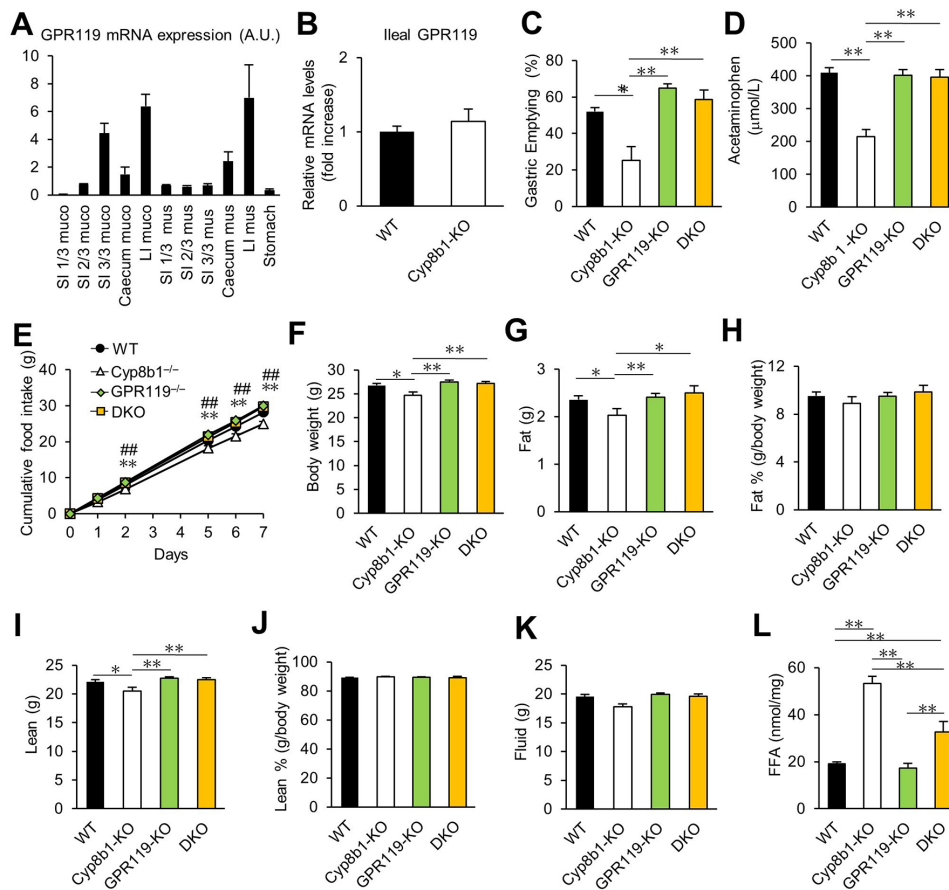 A
GPR119 mRNA expression (A.U.)
10
8
6
4
2
0
SI 1/3 muco
SI 2/3 muco
SI 3/3 muco
Caecum muco
LI muco
SI 1/3 mus
SI 2/3 mus
SI 3/3 mus
Caecum mus
LI mus
Stomach
B
Ileal GPR119
Relative mRNA levels
(fold increase)
2
1
0
WT
Cyp8b1-KO
C
Gastric Emptying (%)
80
60
40
20
0
*
**
**
WT
Cyp8b1-KO
GPR119-KO
DKO
D
Acetaminophen
(μmol/L)
500
400
300
200
100
0
**
**
**
WT
Cyp8b1-KO
GPR119-KO
DKO
E
Cumulative food intake (g)
40
30
20
10
0
WT
Cyp8b1−/−
GPR119−/−
DKO
##
**
##
**
##
**
##
**
0 1 2 3 4 5 6 7
Days
F
Body weight (g)
30
25
20
15
10
5
0
*
**
**
WT
Cyp8b1-KO
GPR119-KO
DKO
G
Fat (g)
3
2
1
0
*
**
*
WT
Cyp8b1-KO
GPR119-KO
DKO
H
Fat % (g/body weight)
15
12
9
6
3
0
WT
Cyp8b1-KO
GPR119-KO
DKO
I
Lean (g)
25
20
15
10
5
0
*
**
**
WT
Cyp8b1-KO
GPR119-KO
DKO
J
Lean % (g/body weight)
100
80
60
40
20
0
WT
Cyp8b1-KO
GPR119-KO
DKO
K
Fluid (g)
25
20
15
10
5
0
WT
Cyp8b1-KO
GPR119-KO
DKO
L
FFA (nmol/mg)
60
40
20
0
**
**
**
**
**
WT
Cyp8b1-KO
GPR119-KO
DKO